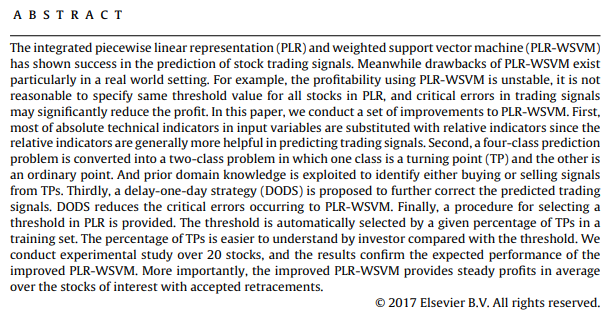 A B S T R A C T
The integrated piecewise linear representation (PLR) and weighted support vector machine (PLR-WSVM)
has shown success in the prediction of stock trading signals. Meanwhile drawbacks of PLR-WSVM exist
particularly in a real world setting. For example, the profitability using PLR-WSVM is unstable, it is not
reasonable to specify same threshold value for all stocks in PLR, and critical errors in trading signals
may significantly reduce the profit. In this paper, we conduct a set of improvements to PLR-WSVM. First,
most of absolute technical indicators in input variables are substituted with relative indicators since the
relative indicators are generally more helpful in predicting trading signals. Second, a four-class prediction
problem is converted into a two-class problem in which one class is a turning point (TP) and the other is
an ordinary point. And prior domain knowledge is exploited to identify either buying or selling signals
from TPs. Thirdly, a delay-one-day strategy (DODS) is proposed to further correct the predicted trading
signals. DODS reduces the critical errors occurring to PLR-WSVM. Finally, a procedure for selecting a
threshold in PLR is provided. The threshold is automatically selected by a given percentage of TPs in a
training set. The percentage of TPs is easier to understand by investor compared with the threshold. We
conduct experimental study over 20 stocks, and the results confirm the expected performance of the
improved PLR-WSVM. More importantly, the improved PLR-WSVM provides steady profits in average
over the stocks of interest with accepted retracements.
© 2017 Elsevier B.V. All rights reserved.